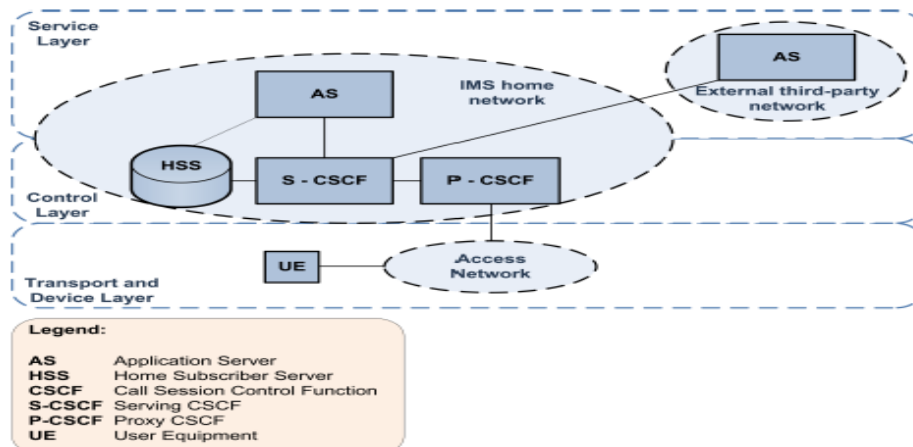 Service
Layer
AS
AS
IMS home
network
External third-party
network
HSS
S - CSCF
P - CSCF
Control
Layer
UE
Access
Network
Transport and
Device Layer
Legend:
AS Application Server
HSS Home Subscriber Server
CSCF Call Session Control Function
S-CSCF Serving CSCF
P-CSCF Proxy CSCF
UE User Equipment